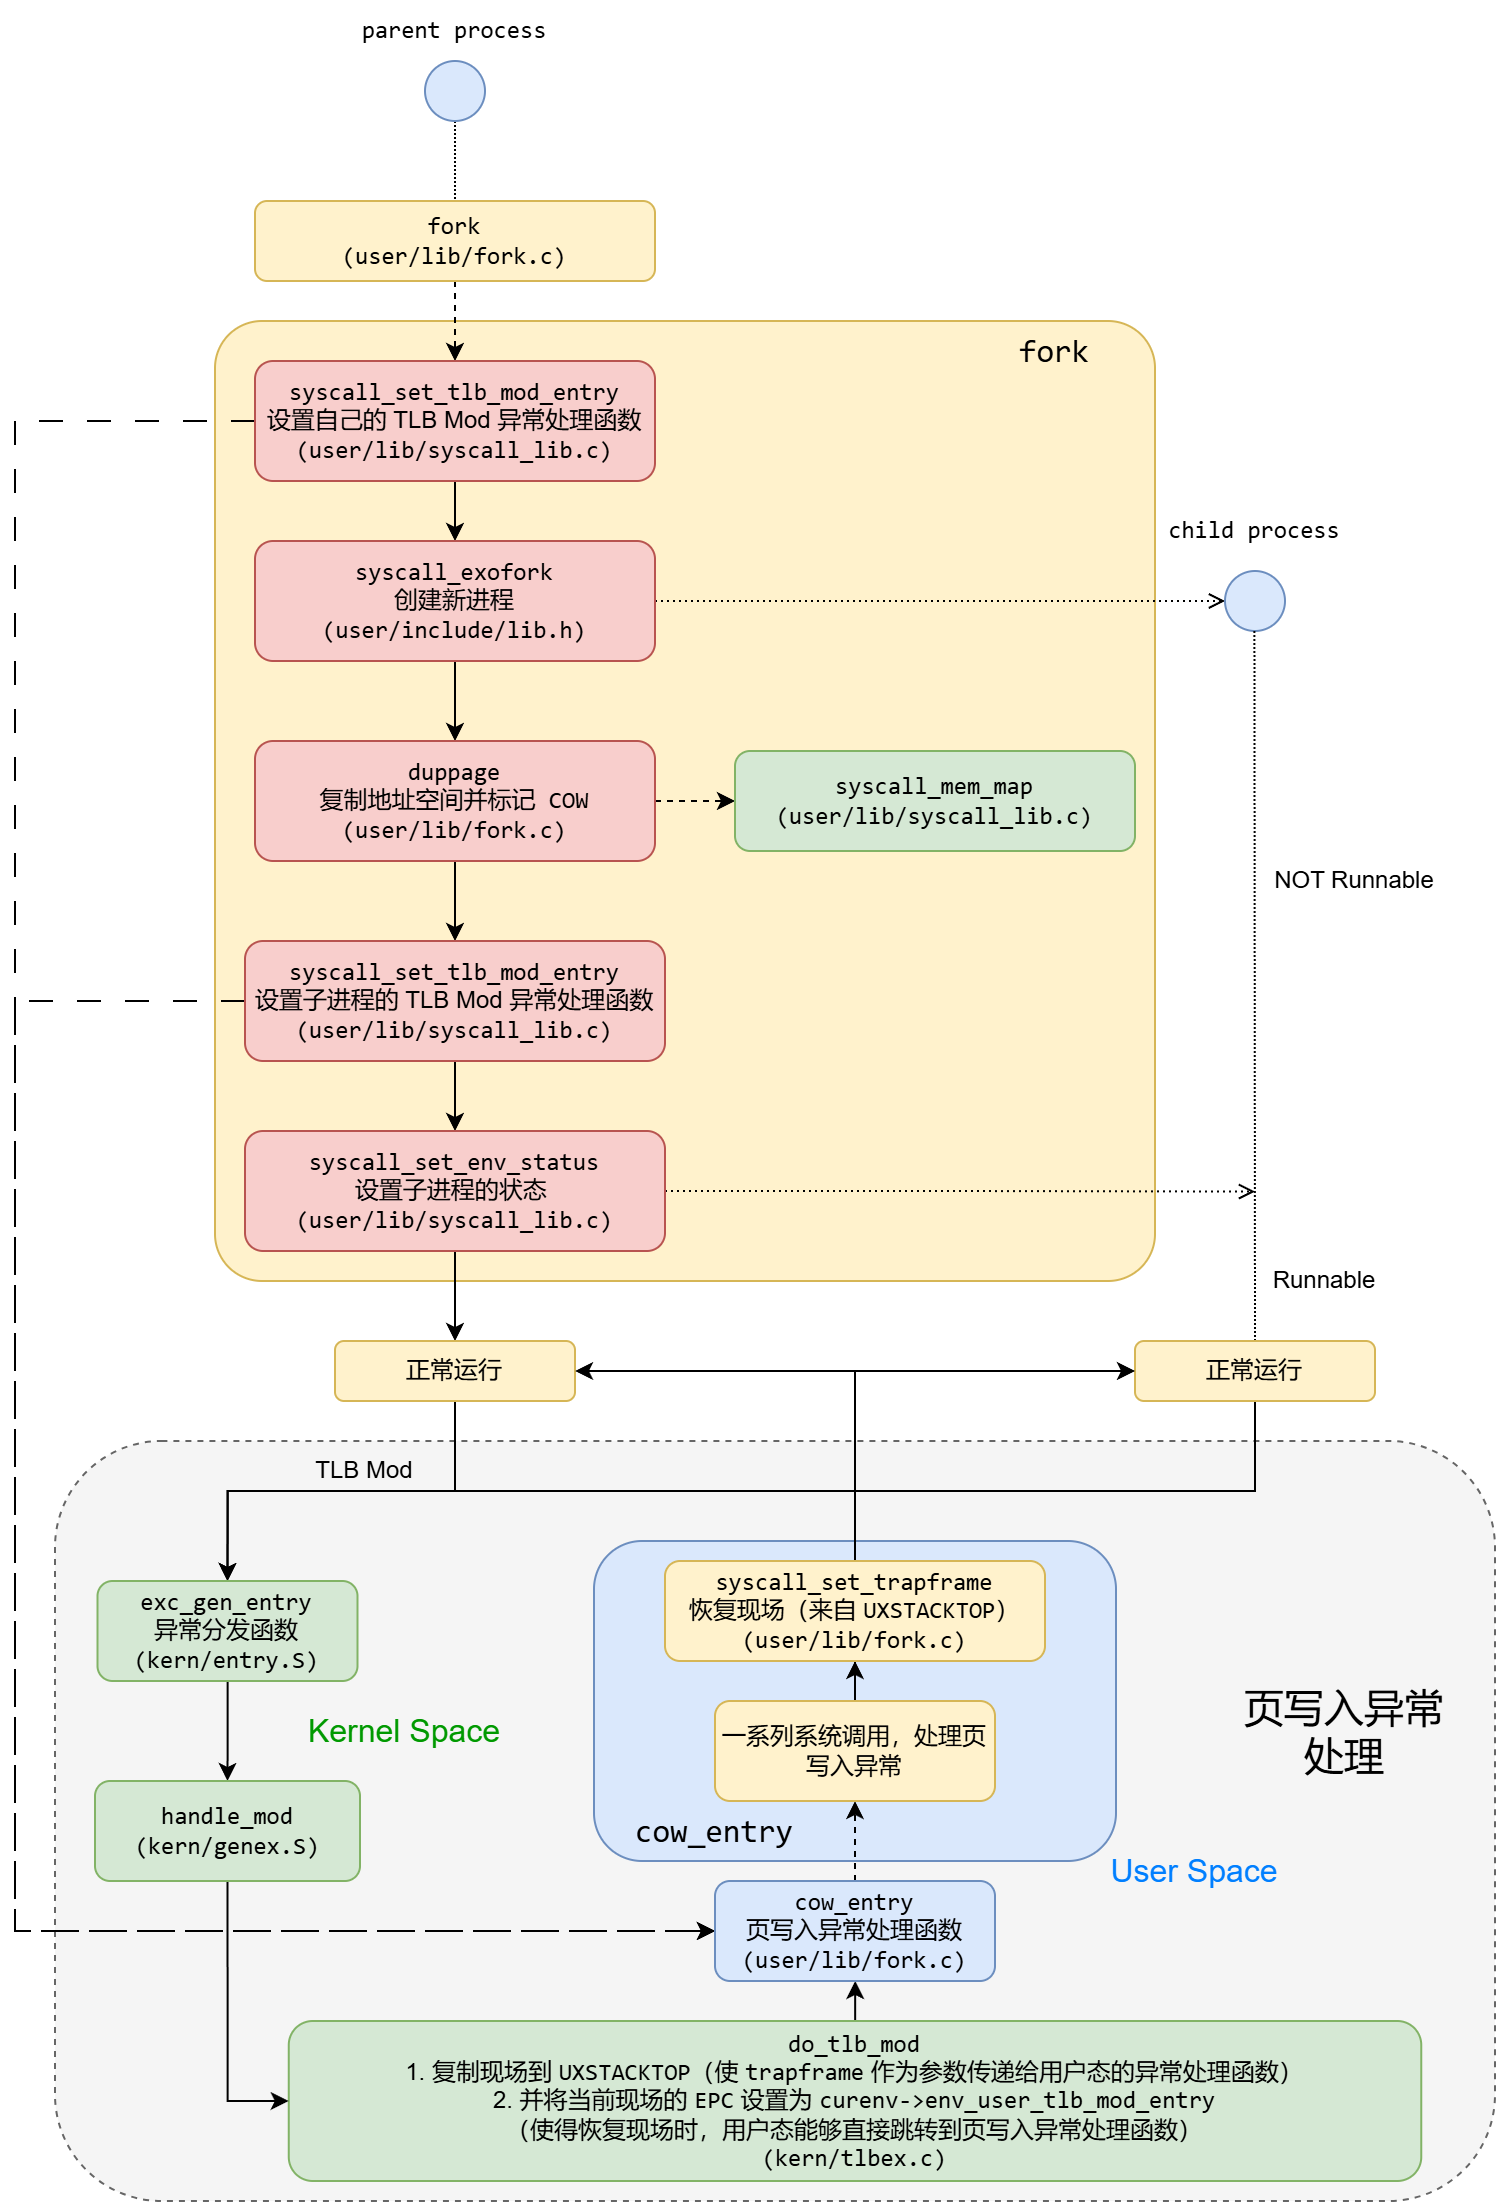 parent process
fork
(user/lib/fork.c)
fork
syscall_set_tlb_mod_entry
设置自己的 TLB Mod 异常处理函数
(user/lib/syscall_lib.c)
child process
syscall_exofork
创建新进程
(user/include/lib.h)
duppage
复制地址空间并标记 COW
(user/lib/fork.c)
syscall_mem_map
(user/lib/syscall_lib.c)
NOT Runnable
syscall_set_tlb_mod_entry
设置子进程的 TLB Mod 异常处理函数
(user/lib/syscall_lib.c)
syscall_set_env_status
设置子进程的状态
(user/lib/syscall_lib.c)
Runnable
正常运行
正常运行
TLB Mod
exc_gen_entry
异常分发函数
(kern/entry.S)
syscall_set_trapframe
恢复现场（来自 UXSTACKTOP）
(user/lib/fork.c)
Kernel Space
一系列系统调用，处理页
写入异常
页写入异常
处理
handle_mod
(kern/genex.S)
cow_entry
User Space
cow_entry
页写入异常处理函数
(user/lib/fork.c)
do_tlb_mod
1. 复制现场到 UXSTACKTOP（使 trapframe 作为参数传递给用户态的异常处理函数）
2. 并将当前现场的 EPC 设置为 curenv->env_user_tlb_mod_entry
（使得恢复现场时，用户态能够直接跳转到页写入异常处理函数）
(kern/tlbex.c)